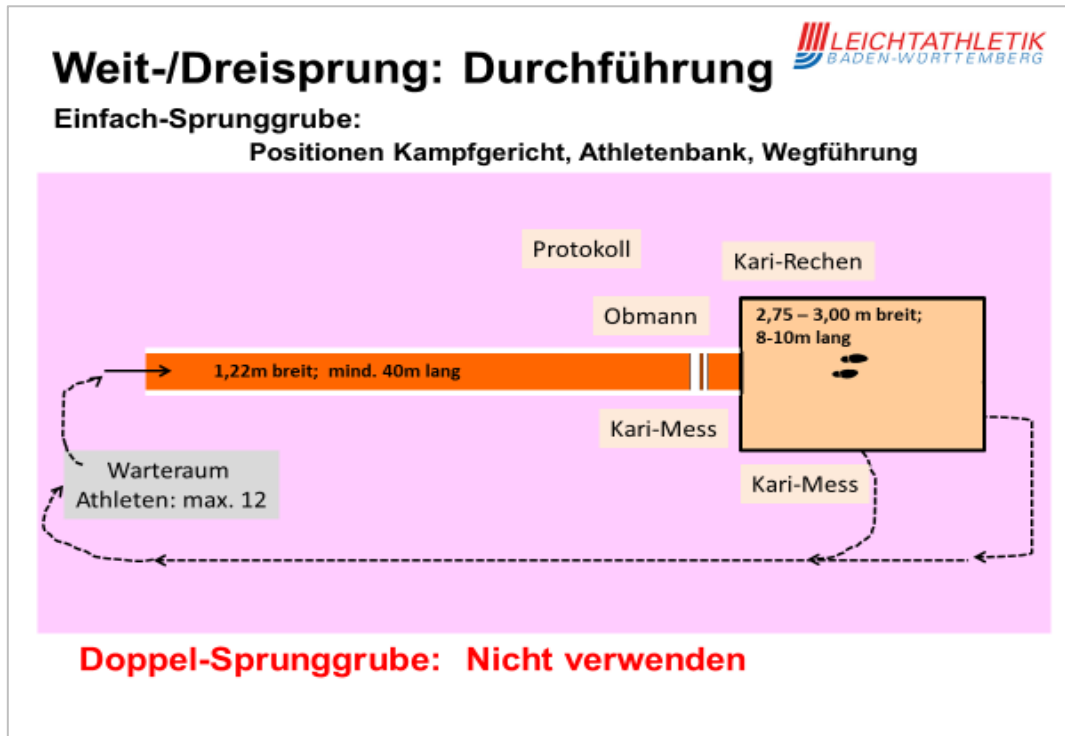 Weit-/Dreisprung: Durchführung
LEICHTATHLETIK
BADEN-WÜRTTEMBERG
Einfach-Sprunggrube:
Positionen Kampfgericht, Athletenbank, Wegführung
Protokoll
Kari-Rechen
Obmann
2,75 – 3,00 m breit;
8-10m lang
1,22m breit; mind. 40m lang
Kari-Mess
Warteraum
Athleten: max. 12
Kari-Mess
Doppel-Sprunggrube: Nicht verwenden